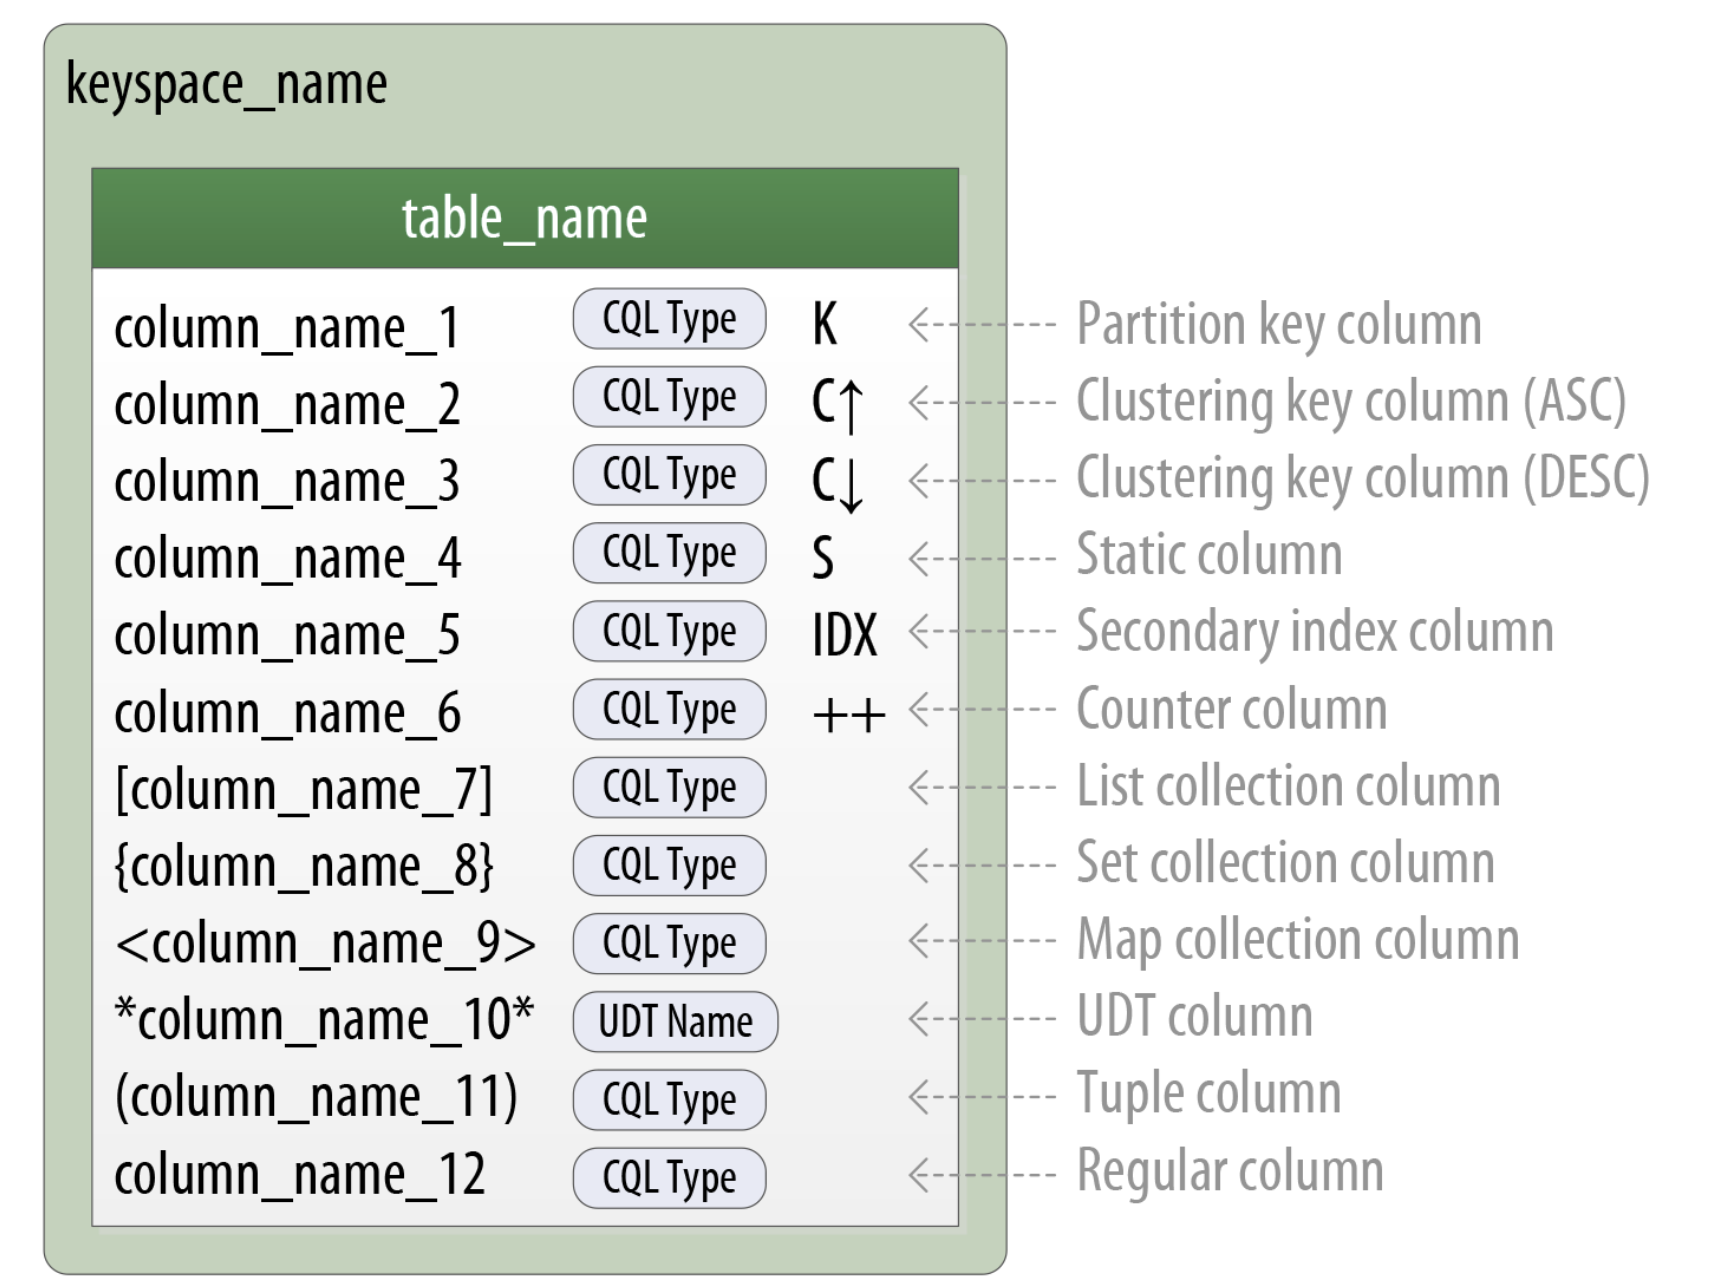 keyspace_name
table_name
column_name_1 CQL Type K Partition key column
column_name_2 CQL Type C↑ Clustering key column (ASC)
column_name_3 CQL Type C↓ Clustering key column (DESC)
column_name_4 CQL Type S Static column
column_name_5 CQL Type IDX Secondary index column
column_name_6 CQL Type ++ Counter column
[column_name_7] CQL Type List collection column
{column_name_8} CQL Type Set collection column
<column_name_9> CQL Type Map collection column
*column_name_10* UDT Name UDT column
(column_name_11) CQL Type Tuple column
column_name_12 CQL Type Regular column